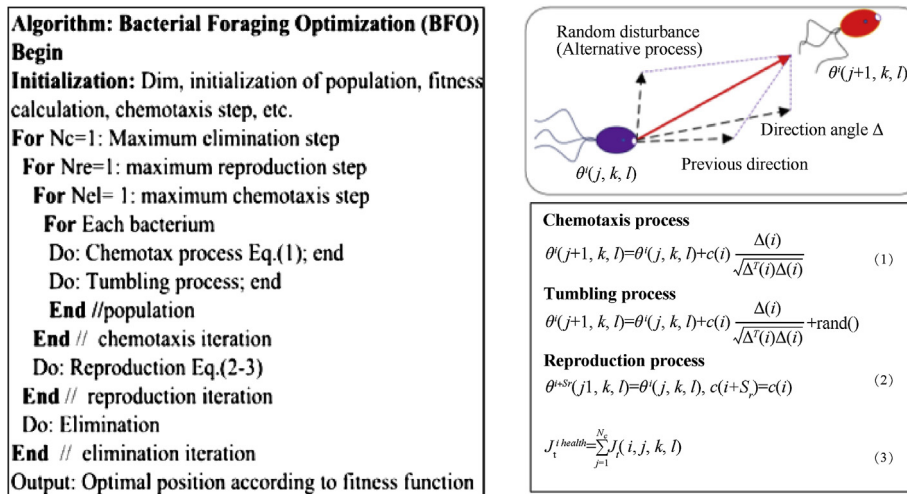 Algorithm: Bacterial Foraging Optimization (BFO)
Begin
Initialization: Dim, initialization of population, fitness
calculation, chemotaxis step, etc.
For Nc=1: Maximum elimination step
For Nre=1: maximum reproduction step
For Nel= 1: maximum chemotaxis step
For Each bacterium
Do: Chemotax process Eq.(1); end
Do: Tumbling process; end
End //population
End // chemotaxis iteration
Do: Reproduction Eq.(2-3)
End // reproduction iteration
Do: Elimination
End // elimination iteration
Output: Optimal position according to fitness function
Random disturbance
(Alternative process)
θⁱ(j+1, k, l)
Direction angle Δ
Previous direction
θⁱ(j, k, l)
Chemotaxis process
θⁱ(j+1, k, l)=θⁱ(j, k, l)+c(i) Δ(i)/√(Δᵀ(i)Δ(i)) (1)
Tumbling process
θⁱ(j+1, k, l)=θⁱ(j, k, l)+c(i) Δ(i)/√(Δᵀ(i)Δ(i)) +rand()
Reproduction process
θ^{i+Sr}(j1, k, l)=θⁱ(j, k, l), c(i+S_r)=c(i) (2)
J_t^{i health}=∑_{j=1}^{N_c} J_t(i, j, k, l) (3)